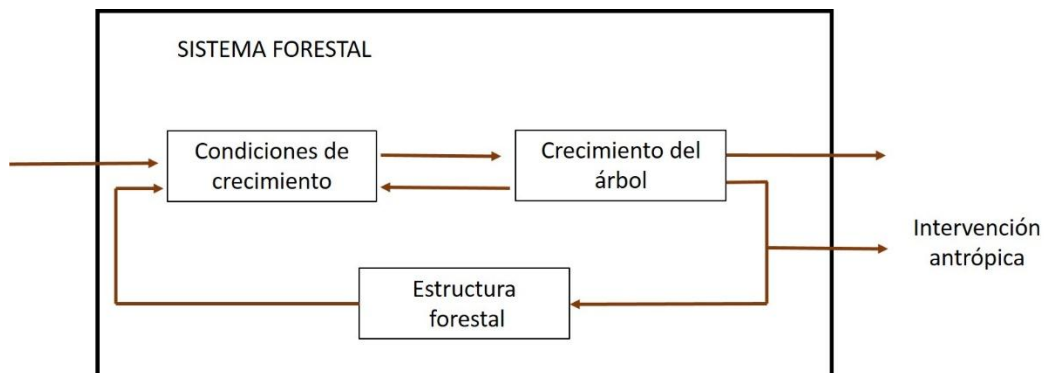 SISTEMA FORESTAL
Condiciones de
crecimiento
Crecimiento del
árbol
Intervención
antrópica
Estructura
forestal